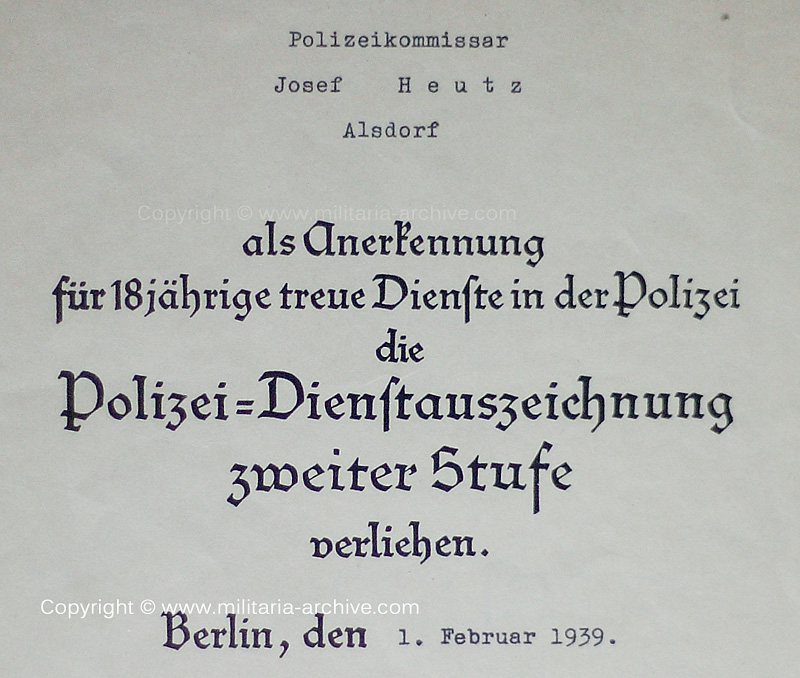 Polizeikommissar
Josef H e u t z
Alsdorf
Copyright © www.militaria-archive.com
als Anerkennung
für 18jährige treue Dienste in der Polizei
die
Polizei=Dienstauszeichnung
zweiter Stufe
verliehen.
Copyright © www.militaria-archive.com
Berlin, den 1. Februar 1939.